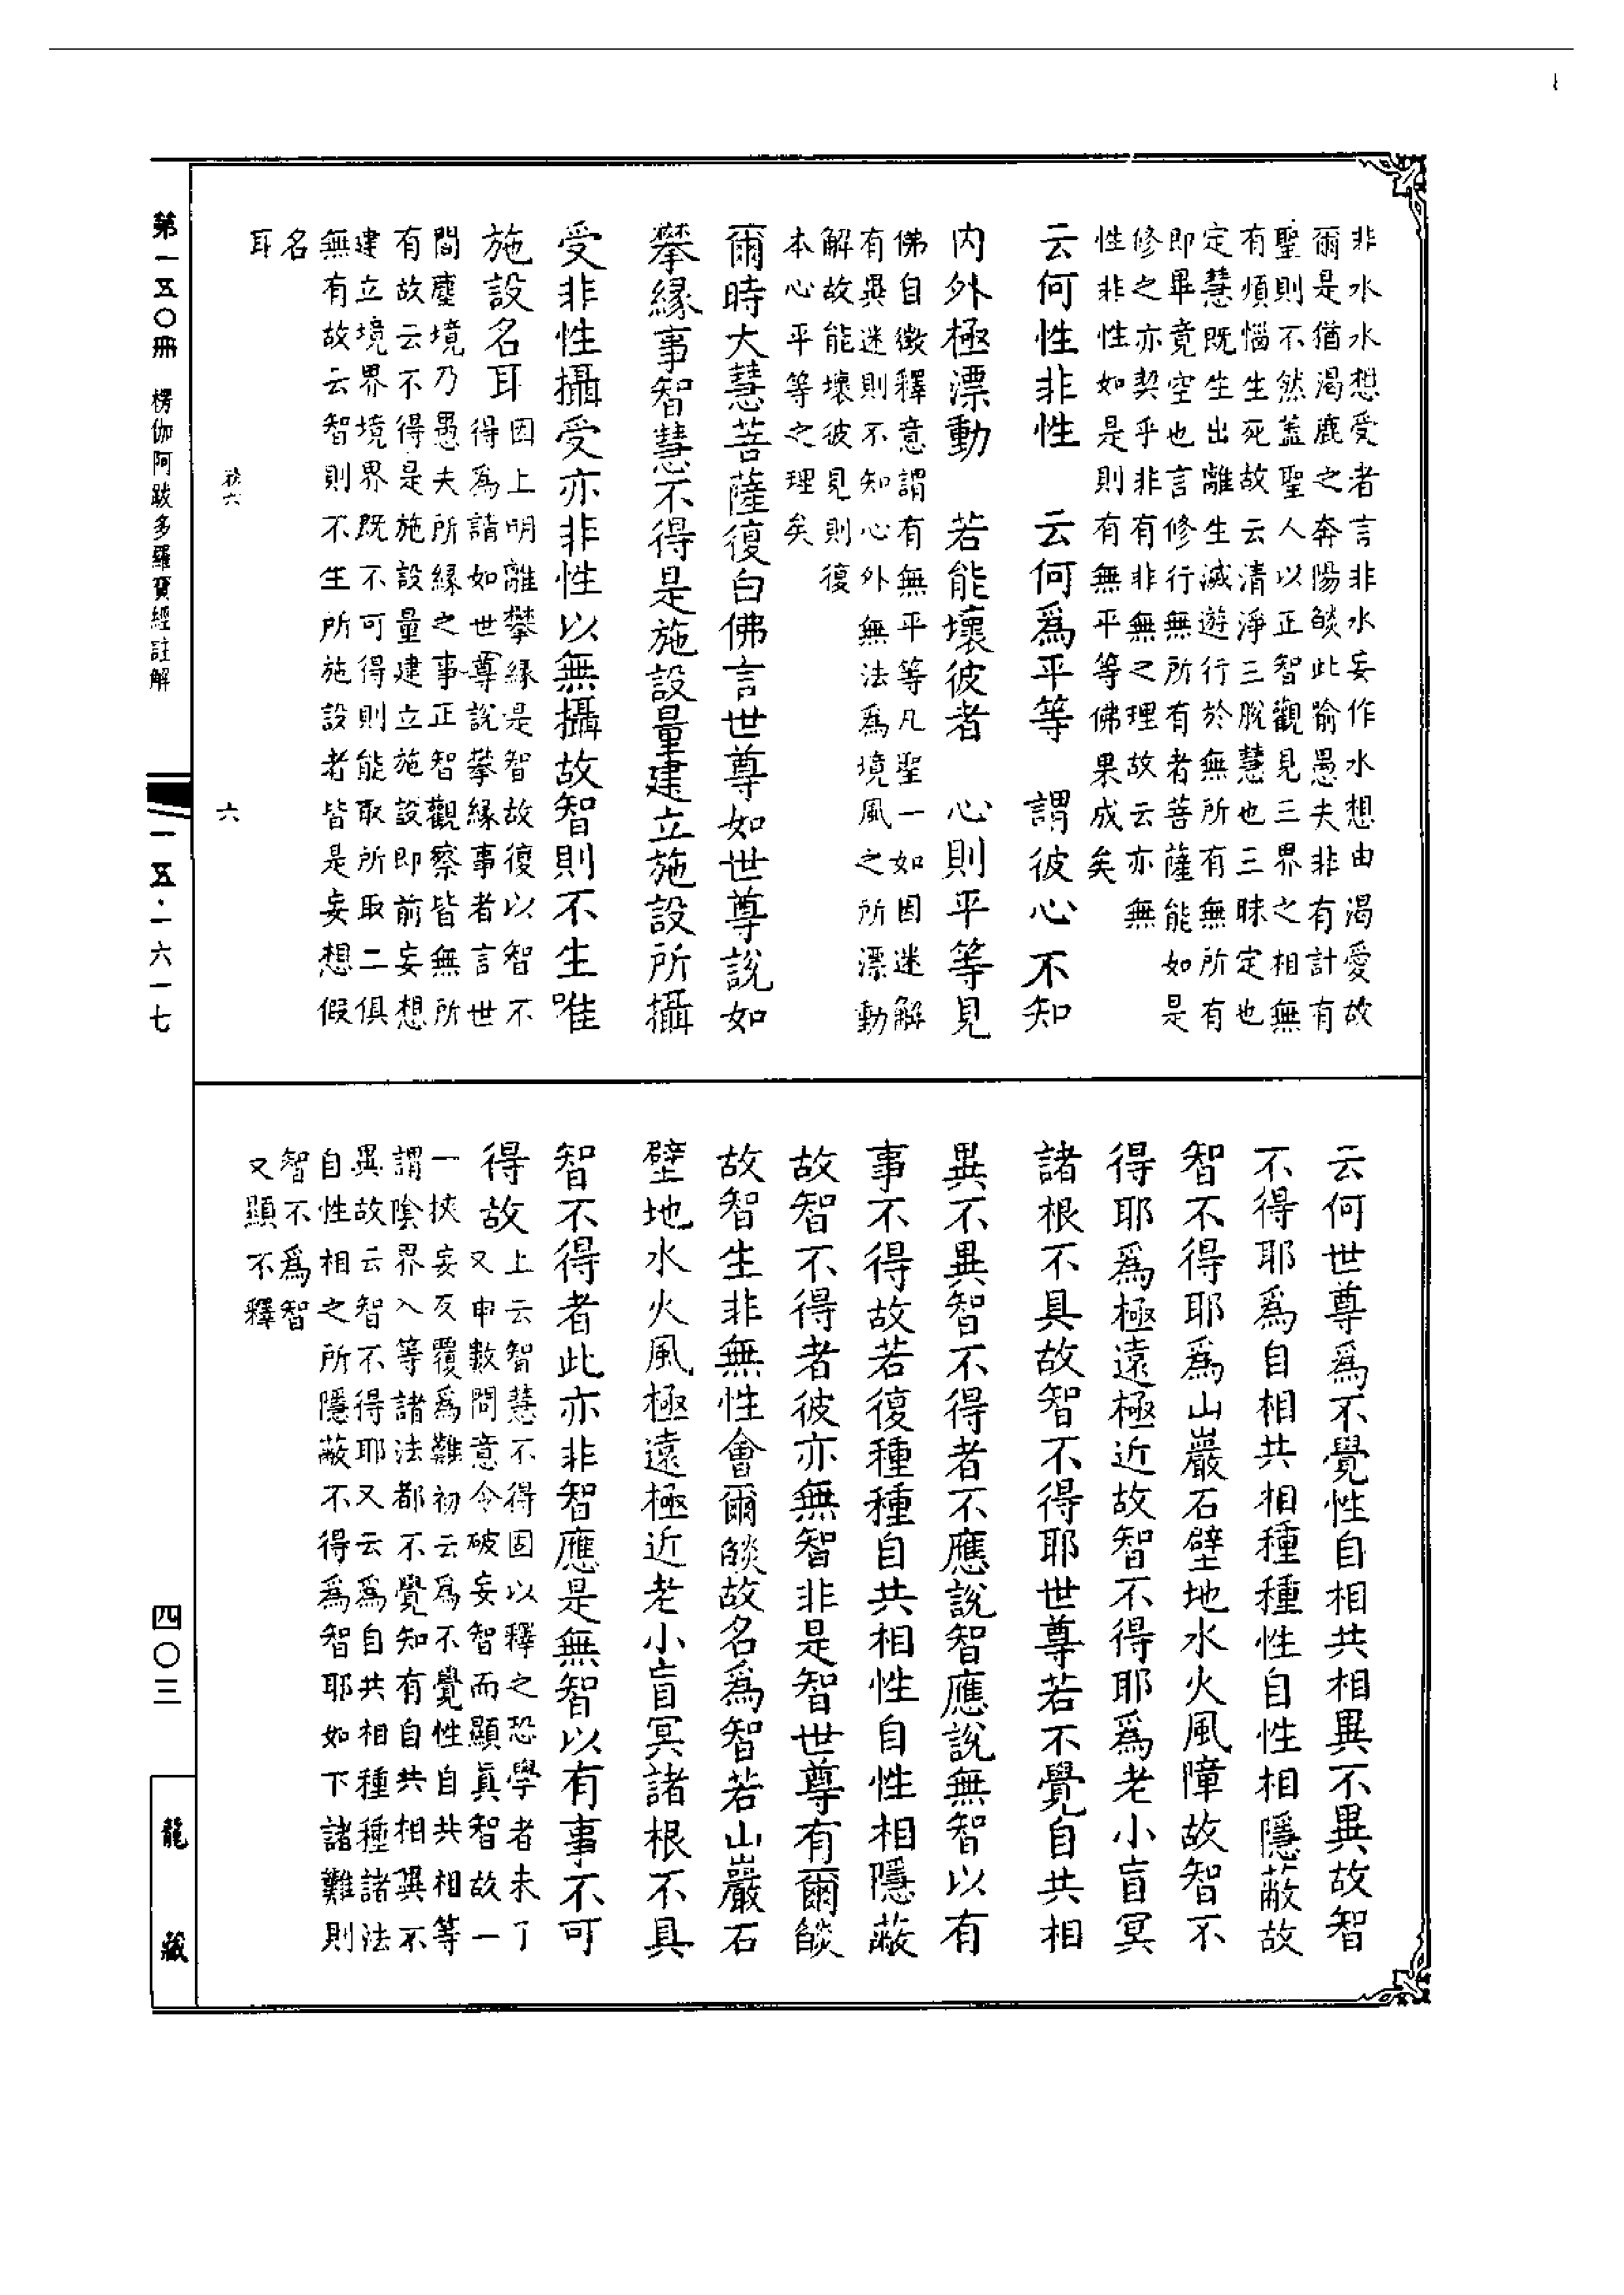 非水水想受者言非水妄作水想由渴愛故
爾是猶渴鹿之奔陽燄此喻愚夫非有計有
聖則不然蓋聖人以正智觀見三界之相無
有煩惱生死故云清淨三脫慧也三昧定也
定慧既生出離生滅遊行於無所有無所有
即畢竟空也言修行無所有者菩薩能如是
修之亦契乎非有非無之理故云亦無
性非性如是則有無平等佛果成矣
云何性非性　云何爲平等　謂彼心不知
內外極漂動　若能壞彼者　心則平等見
佛自徵釋意謂有無平等凡聖一如因迷解
有異迷則不知心外無法爲境風之所漂動
解故能壞彼見則復
本心平等之理矣
爾時大慧菩薩復白佛言世尊如世尊說如
攀緣事智慧不得是施設量建立施設所攝
受非性攝受亦非性以無攝故智則不生唯
施設名耳
因上明離攀緣是智故復以智不
得爲請如世尊說攀緣事者言世
間塵境乃愚夫所緣之事正智觀察皆無所
有故云不得是施設量建立施設即前妄想
建立境界境界既不可得則能取所取二俱
無有故云智則不生所施設者皆是妄想假
名
耳
六
云何世尊爲不覺性自相共相異不異故智
不得耶爲自相共相種種性自性相隱蔽故
智不得耶爲山巖石壁地水火風障故智不
得耶爲極遠極近故智不得耶爲老小盲冥
諸根不具故智不得耶世尊若不覺自共相
異不異智不得者不應說智應說無智以有
事不得故若復種種自共相性自性相隱蔽
故智不得者彼亦無智非是智世尊有爾燄
故智生非無性會爾燄故名爲智若山巖石
壁地水火風極遠極近老小盲冥諸根不具
智不得者此亦非智應是無智以有事不可
得故
上云智慧不得因以釋之恐學者未了
又申數問意令破妄智而顯眞智故一
一挾妄反覆爲難初云爲不覺性自共相等
謂陰界入等諸法都不覺知有自共相異不
異故云智不得耶又云爲自共相種種諸法
自性相之所隱蔽不得爲智耶如下諸難則
智不爲智
又顯不釋
第一五〇冊　楞伽阿跋多羅寶經註解
一五·一六一七
四〇三
龍藏